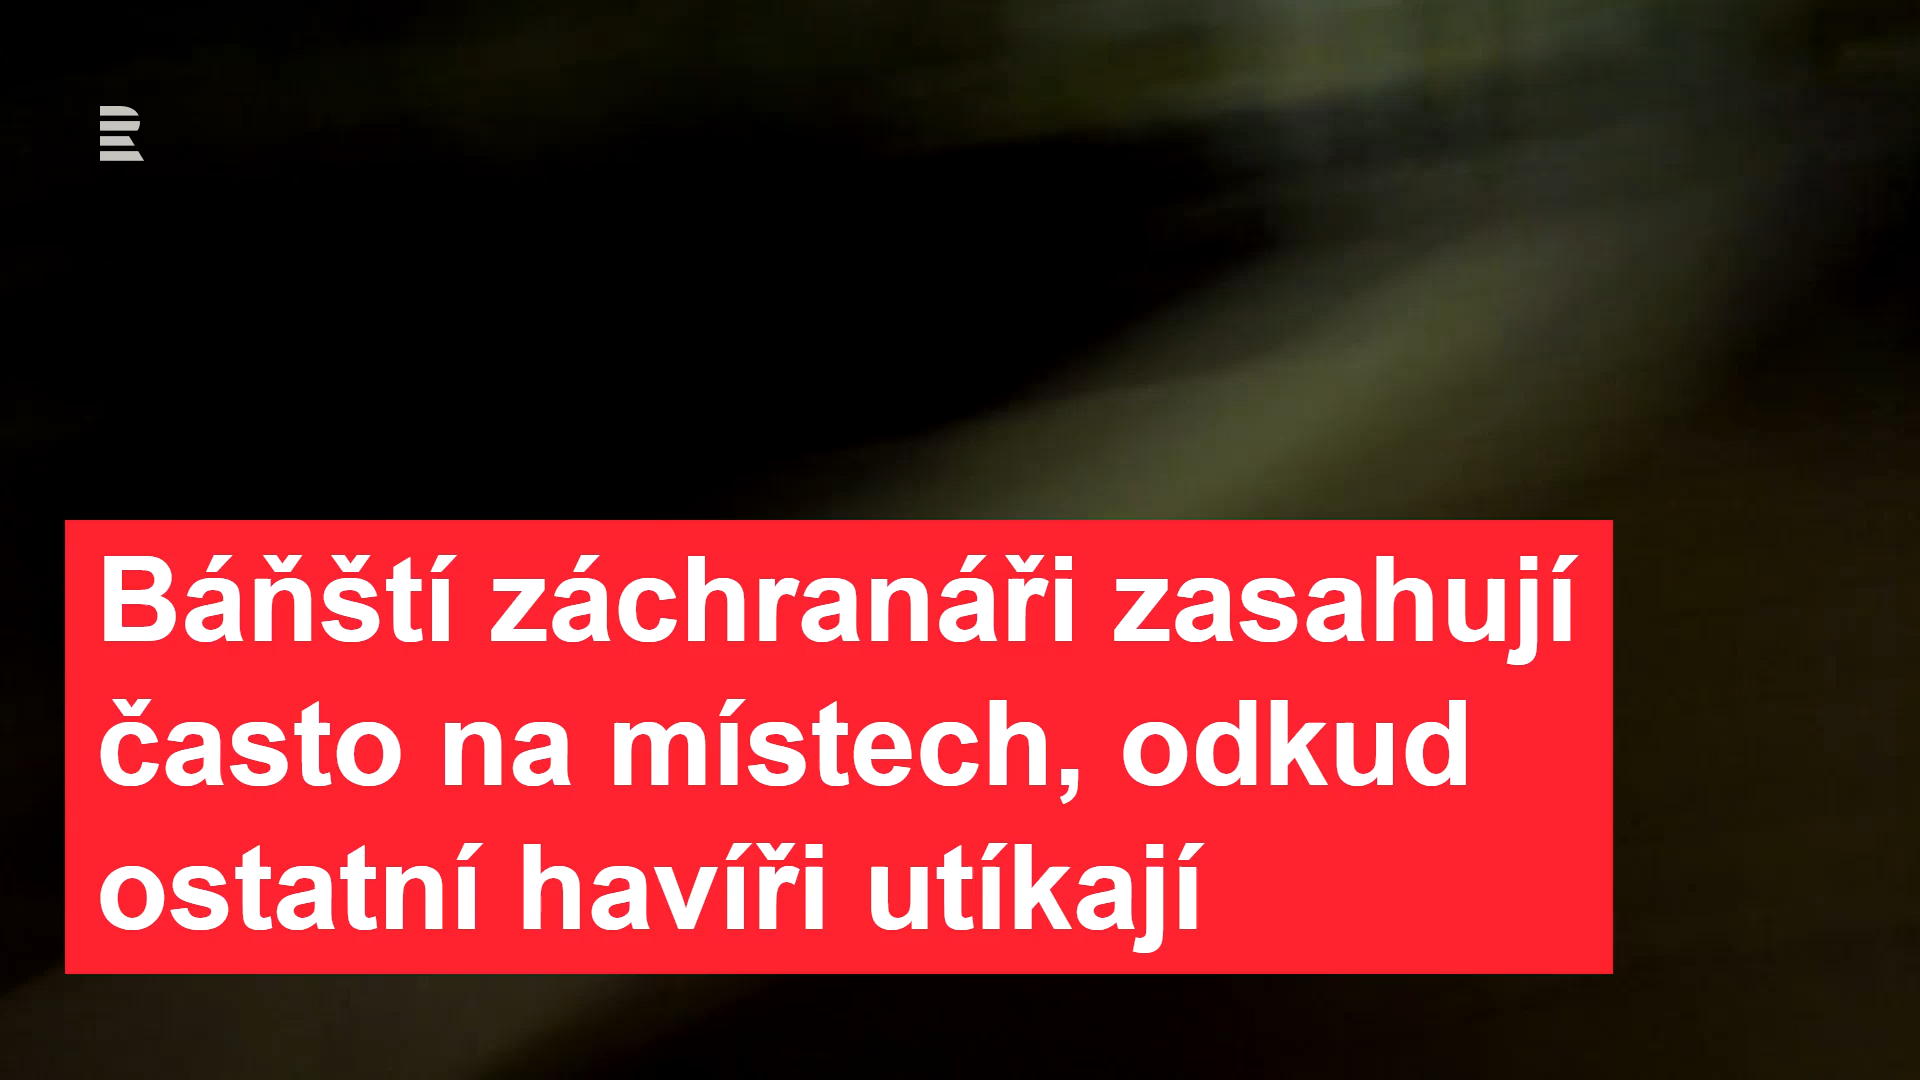 Báňští záchranáři zasahují
často na místech, odkud
ostatní havíři utíkají